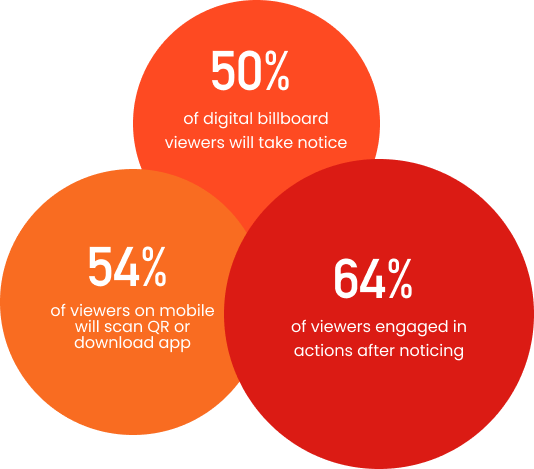 50%
of digital billboard
viewers will take notice
54%
of viewers on mobile
will scan QR or
download app
64%
of viewers engaged in
actions after noticing